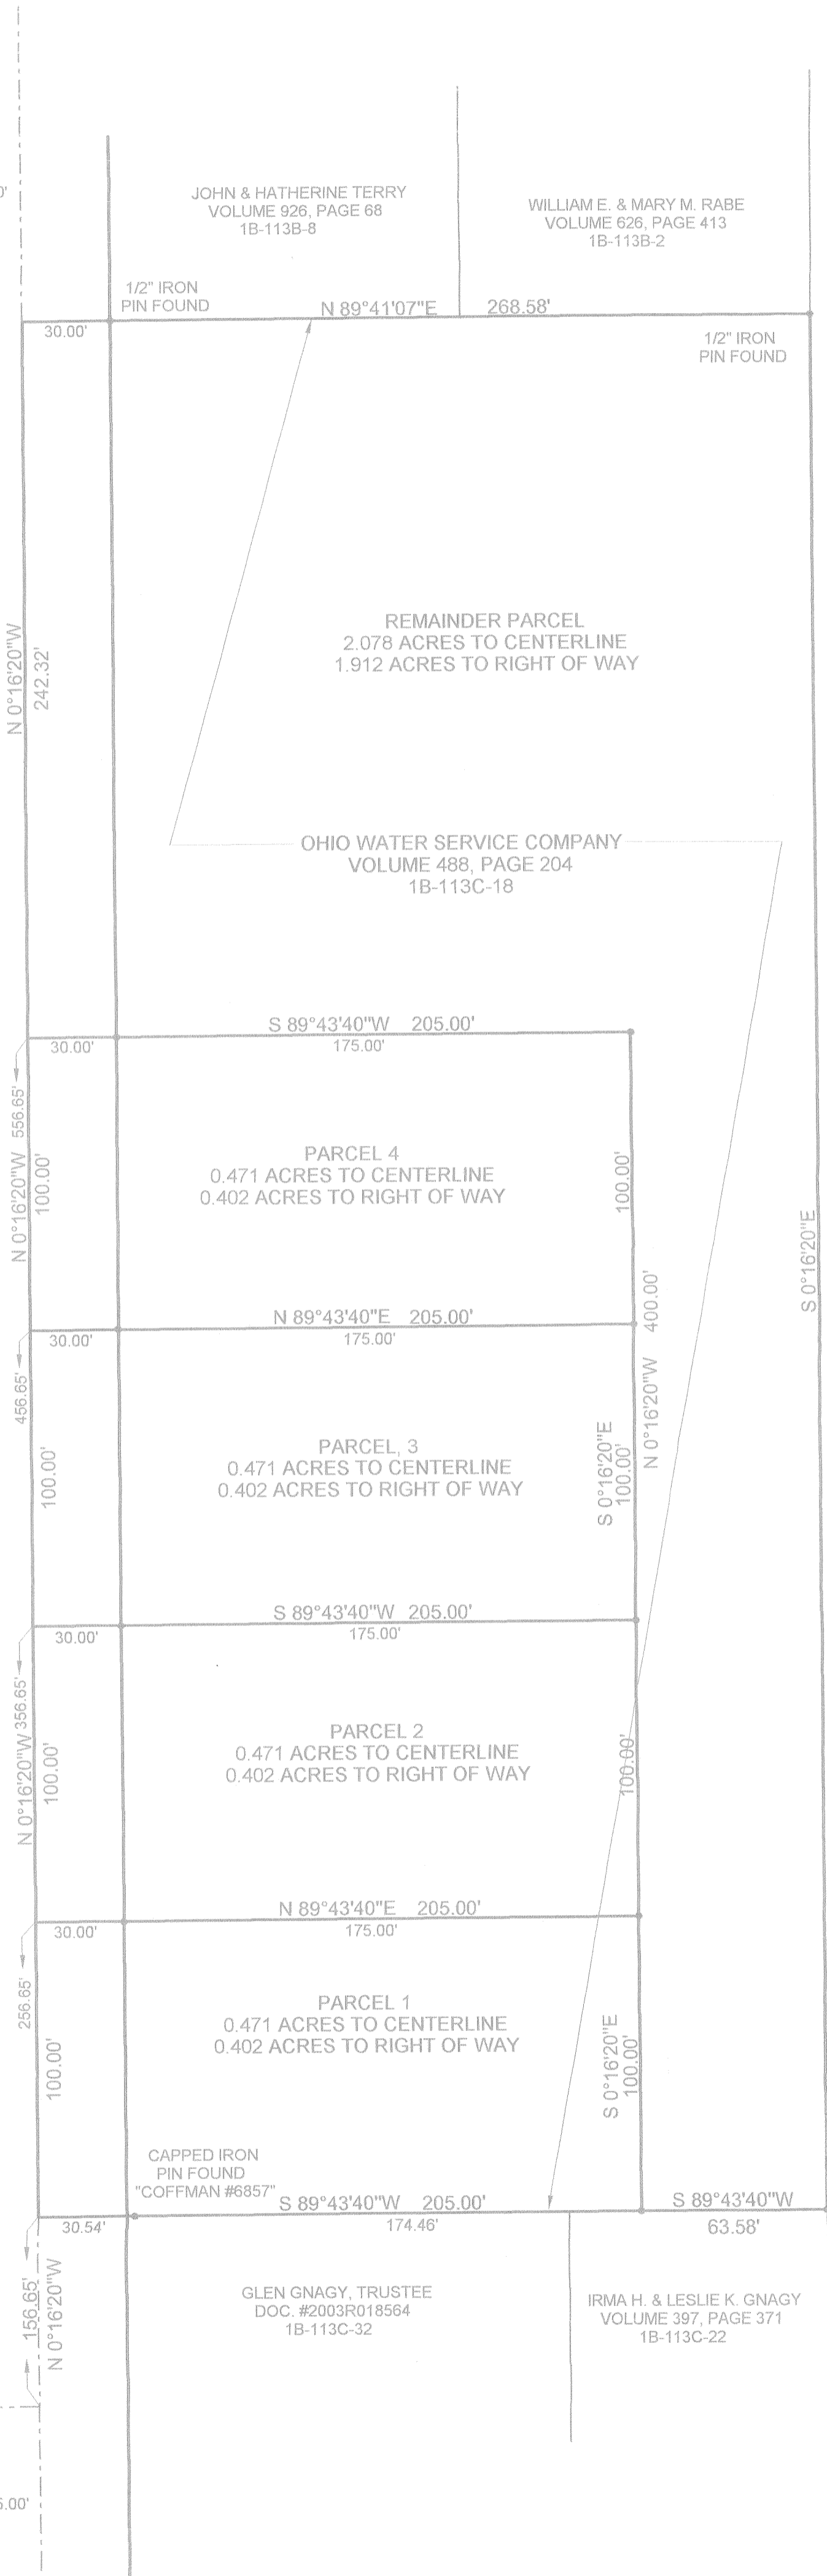 0'
JOHN & HATHERINE TERRY
VOLUME 926, PAGE 68
1B-113B-8
WILLIAM E. & MARY M. RABE
VOLUME 626, PAGE 413
1B-113B-2
1/2" IRON
PIN FOUND
N 89°41'07"E 268.58'
30.00'
1/2" IRON
PIN FOUND
N 0°16'20"W
242.32'
REMAINDER PARCEL
2.078 ACRES TO CENTERLINE
1.912 ACRES TO RIGHT OF WAY
OHIO WATER SERVICE COMPANY
VOLUME 488, PAGE 204
1B-113C-18
S 89°43'40"W 205.00'
30.00'
175.00'
N 0°16'20"W 556.65'
100.00'
PARCEL 4
0.471 ACRES TO CENTERLINE
0.402 ACRES TO RIGHT OF WAY
100.00'
S 0°16'20"E
N 0°16'20"W 400.00'
N 89°43'40"E 205.00'
30.00'
175.00'
456.65'
100.00'
PARCEL, 3
0.471 ACRES TO CENTERLINE
0.402 ACRES TO RIGHT OF WAY
S 0°16'20"E
100.00'
S 89°43'40"W 205.00'
30.00'
175.00'
N 0°16'20"W 356.65'
100.00'
PARCEL 2
0.471 ACRES TO CENTERLINE
0.402 ACRES TO RIGHT OF WAY
100.00'
N 89°43'40"E 205.00'
30.00'
175.00'
256.65'
100.00'
PARCEL 1
0.471 ACRES TO CENTERLINE
0.402 ACRES TO RIGHT OF WAY
S 0°16'20"E
100.00'
CAPPED IRON
PIN FOUND
"COFFMAN #6857"
S 89°43'40"W 205.00'
S 89°43'40"W
30.54'
174.46'
63.58'
156.65'
N 0°16'20"W
GLEN GNAGY, TRUSTEE
DOC. #2003R018564
1B-113C-32
IRMA H. & LESLIE K. GNAGY
VOLUME 397, PAGE 371
1B-113C-22
6.00'